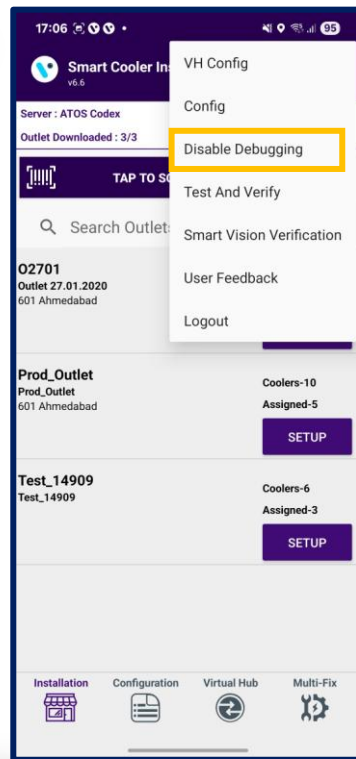 17:06
95
Smart Cooler In
v6.6
Server : ATOS Codex
Outlet Downloaded : 3/3
VH Config
Config
Disable Debugging
Test And Verify
Smart Vision Verification
User Feedback
Logout
TAP TO SC
Search Outlet
O2701
Outlet 27.01.2020
601 Ahmedabad
Prod_Outlet
Prod_Outlet
601 Ahmedabad
Coolers-10
Assigned-5
SETUP
Test_14909
Test_14909
Coolers-6
Assigned-3
SETUP
Installation
Configuration
Virtual Hub
Multi-Fix